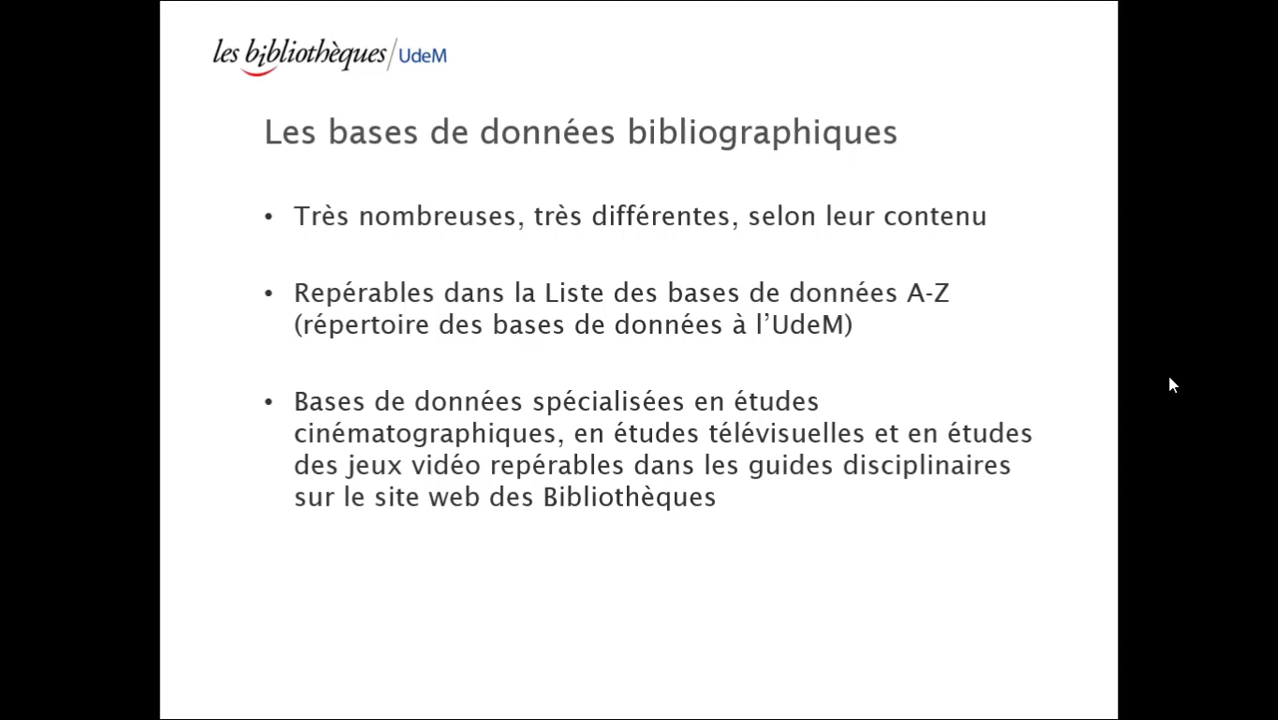 les bibliothèques/UdeM
Les bases de données bibliographiques
• Très nombreuses, très différentes, selon leur contenu
• Repérables dans la Liste des bases de données A-Z
(répertoire des bases de données à l’UdeM)
• Bases de données spécialisées en études
cinématographiques, en études télévisuelles et en études
des jeux vidéo repérables dans les guides disciplinaires
sur le site web des Bibliothèques